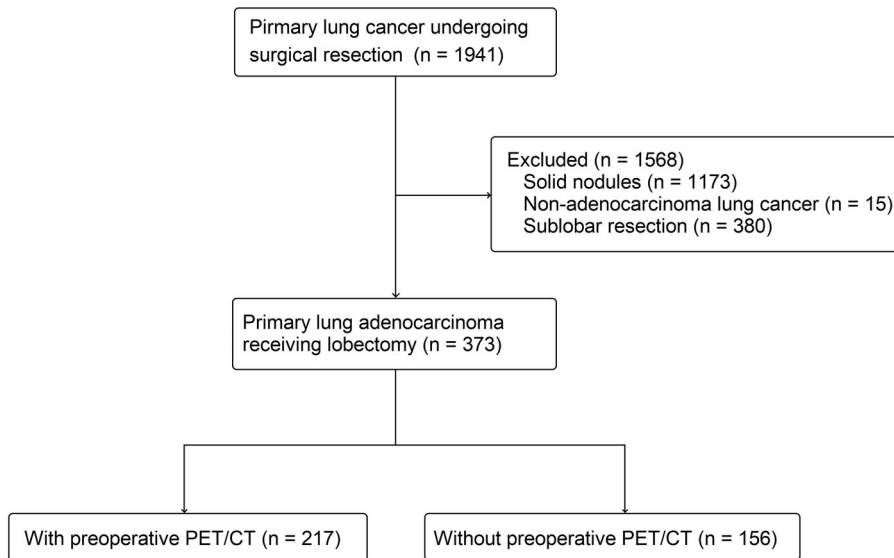 Pirmary lung cancer undergoing
surgical resection (n = 1941)
Excluded (n = 1568)
Solid nodules (n = 1173)
Non-adenocarcinoma lung cancer (n = 15)
Sublobar resection (n = 380)
Primary lung adenocarcinoma
receiving lobectomy (n = 373)
With preoperative PET/CT (n = 217)
Without preoperative PET/CT (n = 156)